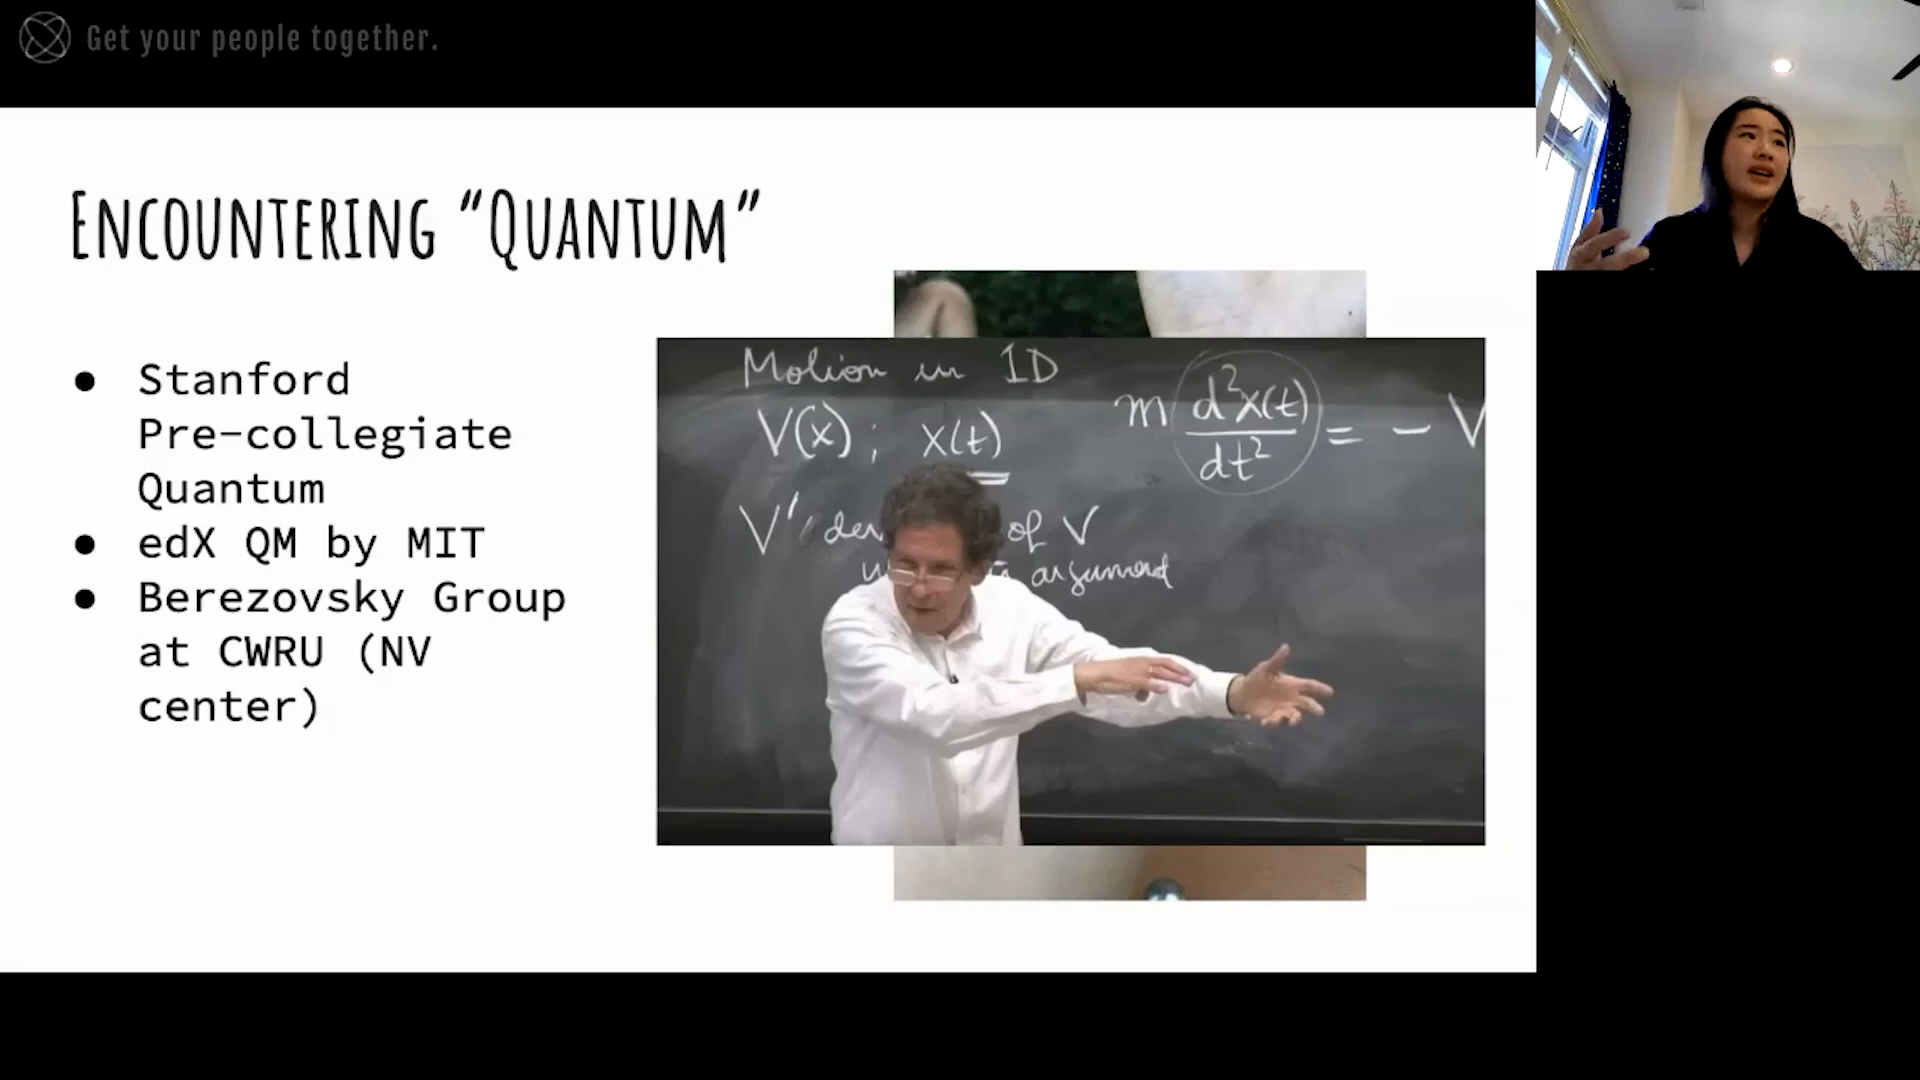 Get your people together.
ENCOUNTERING “QUANTUM”
● Stanford
Pre-collegiate
Quantum
● edX QM by MIT
● Berezovsky Group
at CWRU (NV
center)
Motion in 1D
V(x); x(t)
m d²x(t)/dt² = - V
V' der of V
argument